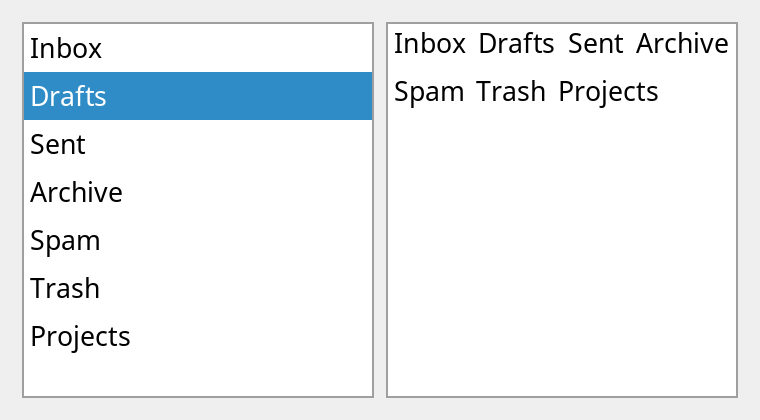 Inbox
Drafts
Sent
Archive
Spam
Trash
Projects
Inbox Drafts Sent Archive
Spam Trash Projects